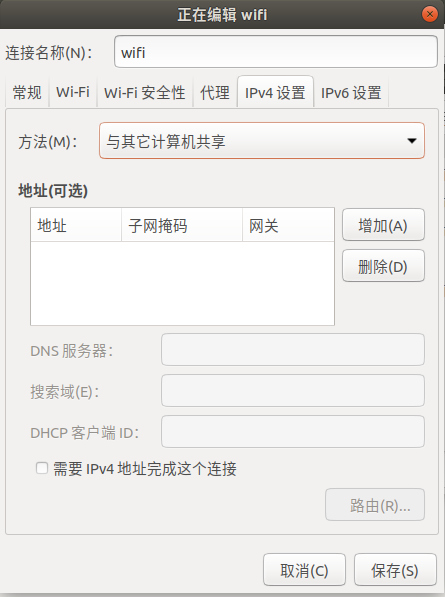 正在编辑 wifi
连接名称(N)： wifi
常规 Wi-Fi Wi-Fi 安全性 代理 IPv4 设置 IPv6 设置
方法(M)： 与其它计算机共享
地址(可选)
地址 子网掩码 网关 增加(A)
删除(D)
DNS 服务器：
搜索域(E)：
DHCP 客户端 ID：
需要 IPv4 地址完成这个连接
路由(R)...
取消(C) 保存(S)